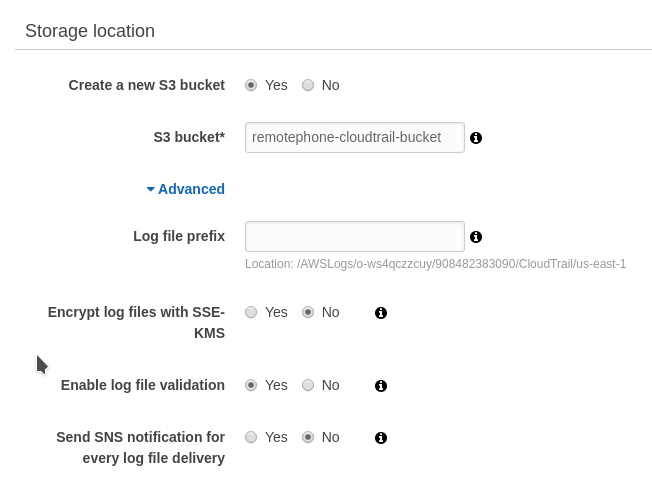 Storage location
Create a new S3 bucket Yes No
S3 bucket* remotephone-cloudtrail-bucket
Advanced
Log file prefix
Location: /AWSLogs/o-ws4qczzcuy/908482383090/CloudTrail/us-east-1
Encrypt log files with SSE- Yes No
KMS
Enable log file validation Yes No
Send SNS notification for Yes No
every log file delivery